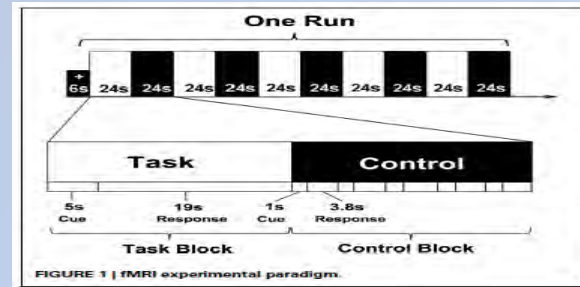 One Run
+
6s 24s 24s 24s 24s 24s 24s 24s 24s 24s 24s
Task Control
5s 19s 1s 3.8s
Cue Response Cue Response
Task Block Control Block
FIGURE 1 | fMRI experimental paradigm.